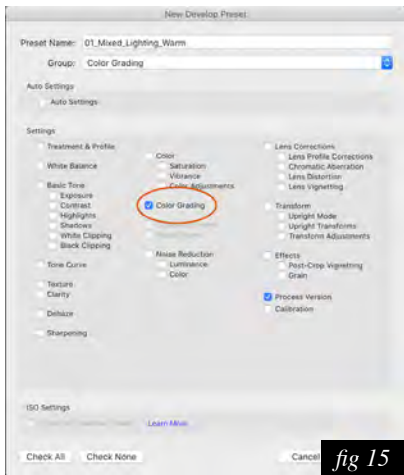 New Develop Preset
Preset Name: 01_Mixed_Lighting_Warm
Group: Color Grading
Auto Settings
Auto Settings
Settings
Treatment & Profile
White Balance
Basic Tone
Exposure
Contrast
Highlights
Shadows
White Clipping
Black Clipping
Tone Curve
Texture
Clarity
Dehaze
Sharpening
Color
Saturation
Vibrance
Color Adjustments
Color Grading
Noise Reduction
Luminance
Color
Lens Corrections
Lens Profile Corrections
Chromatic Aberration
Lens Distortion
Lens Vignetting
Transform
Upright Mode
Upright Transforms
Transform Adjustments
Effects
Post-Crop Vignetting
Grain
Process Version
Calibration
ISO Settings
Learn More
Check All
Check None
Cancel
fig 15